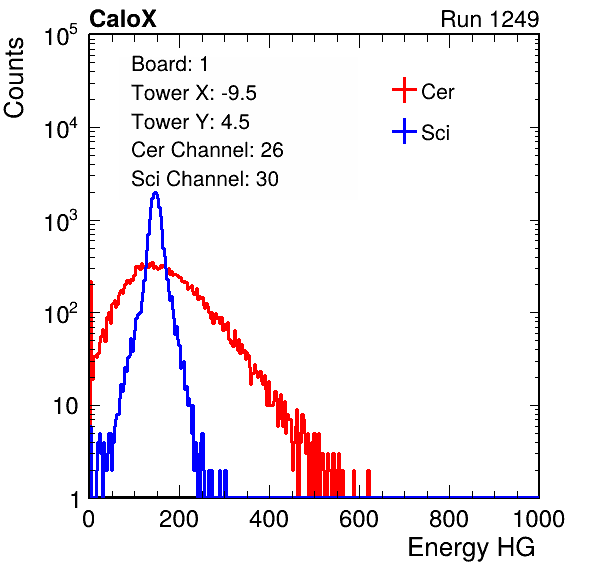 CaloX Run 1249
10^5
Counts
Board: 1
Tower X: -9.5
Tower Y: 4.5
Cer Channel: 26
Sci Channel: 30
Cer
Sci
10^4
10^3
10^2
10
1
0 200 400 600 800 1000
Energy HG